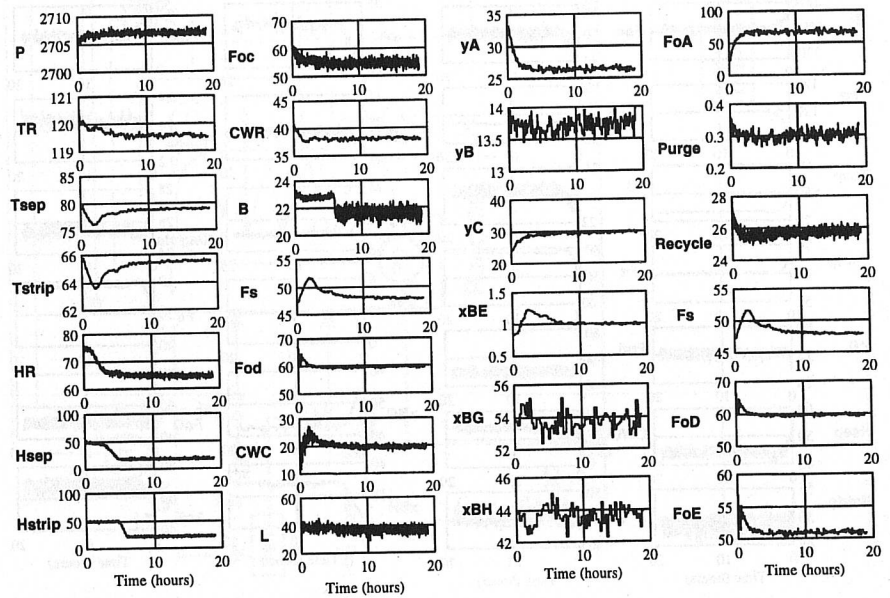 P
2710
2705
2700
0 10 20
TR
121
120
119
0 10 20
Tsep
85
80
75
0 10 20
Tstrip
66
64
62
0 10 20
HR
80
70
60
0 10 20
Hsep
100
50
0
0 10 20
Hstrip
100
50
0
0 10 20
Time (hours)
Foc
70
60
50
0 10 20
CWR
45
40
35
0 10 20
B
24
22
20
0 10 20
Fs
55
50
45
0 10 20
Fod
70
60
50
0 10 20
CWC
30
20
10
0 10 20
L
60
40
20
0 10 20
Time (hours)
yA
35
30
25
0 10 20
yB
14
13.5
13
0 10 20
yC
40
30
20
0 10 20
xBE
1.5
1
0.5
0 10 20
xBG
56
54
52
0 10 20
xBH
46
44
42
0 10 20
Time (hours)
FoA
100
50
0
0 10 20
Purge
0.4
0.3
0.2
0 10 20
Recycle
28
26
24
0 10 20
Fs
55
50
45
0 10 20
FoD
70
60
50
0 10 20
FoE
60
55
50
0 10 20
Time (hours)